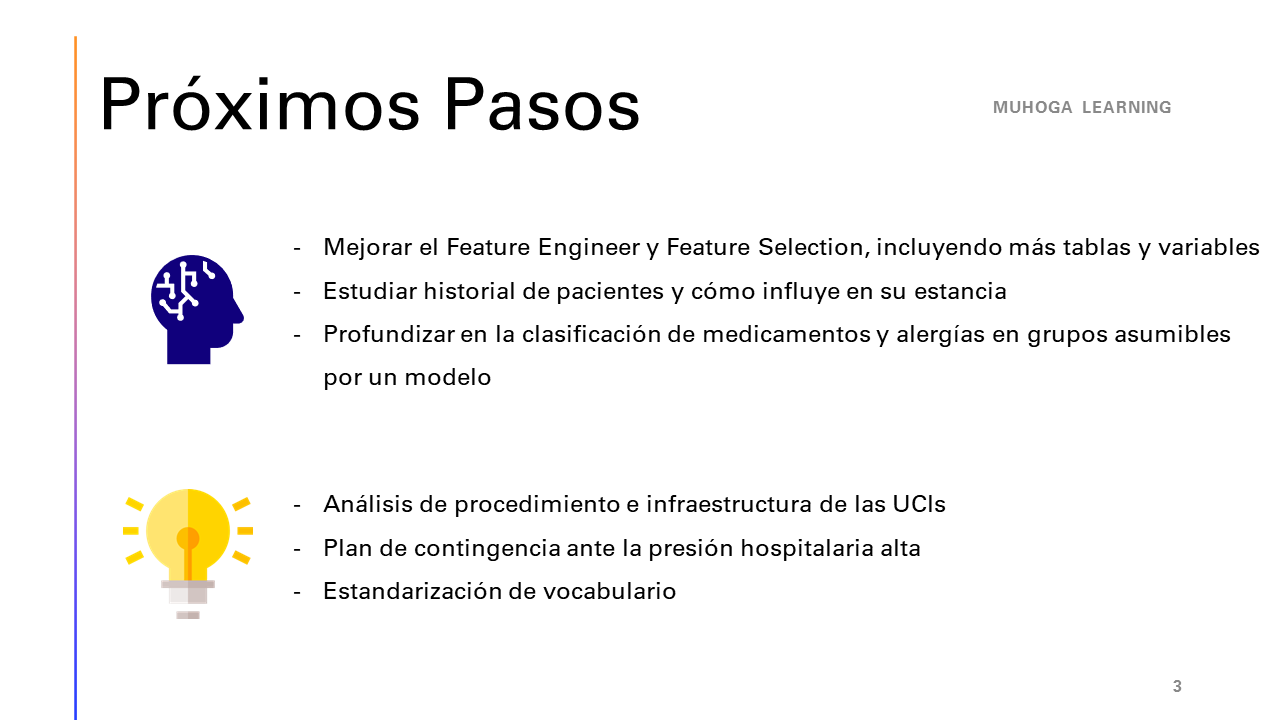 Próximos Pasos
MUHOGA LEARNING
- Mejorar el Feature Engineer y Feature Selection, incluyendo más tablas y variables
- Estudiar historial de pacientes y cómo influye en su estancia
- Profundizar en la clasificación de medicamentos y alergías en grupos asumibles
por un modelo
- Análisis de procedimiento e infraestructura de las UCIs
- Plan de contingencia ante la presión hospitalaria alta
- Estandarización de vocabulario
3